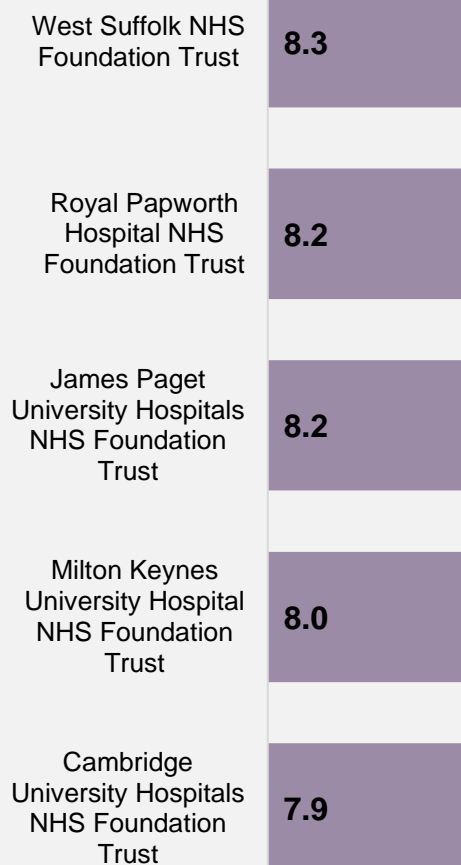 West Suffolk NHS
Foundation Trust
8.3
Royal Papworth
Hospital NHS
Foundation Trust
8.2
James Paget
University Hospitals
NHS Foundation
Trust
8.2
Milton Keynes
University Hospital
NHS Foundation
Trust
8.0
Cambridge
University Hospitals
NHS Foundation
Trust
7.9